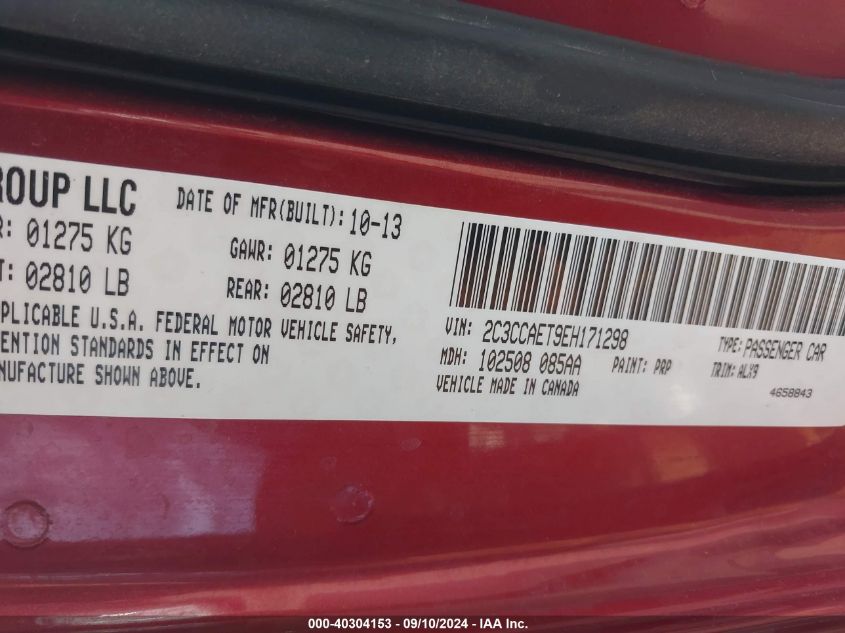 ROUP LLC
DATE OF MFR(BUILT): 10-13
R: 01275 KG
GAWR: 01275 KG
T: 02810 LB
REAR: 02810 LB
PLICABLE U.S.A. FEDERAL MOTOR VEHICLE SAFETY,
ENTION STANDARDS IN EFFECT ON
NUFACTURE SHOWN ABOVE.
VIN: 2C3CCAET9EH171298
TYPE: PASSENGER CAR
MDH: 102508 085AA
PAINT: PRP
TRIM: ALX9
VEHICLE MADE IN CANADA
4658843
000-40304153 - 09/10/2024 - IAA Inc.